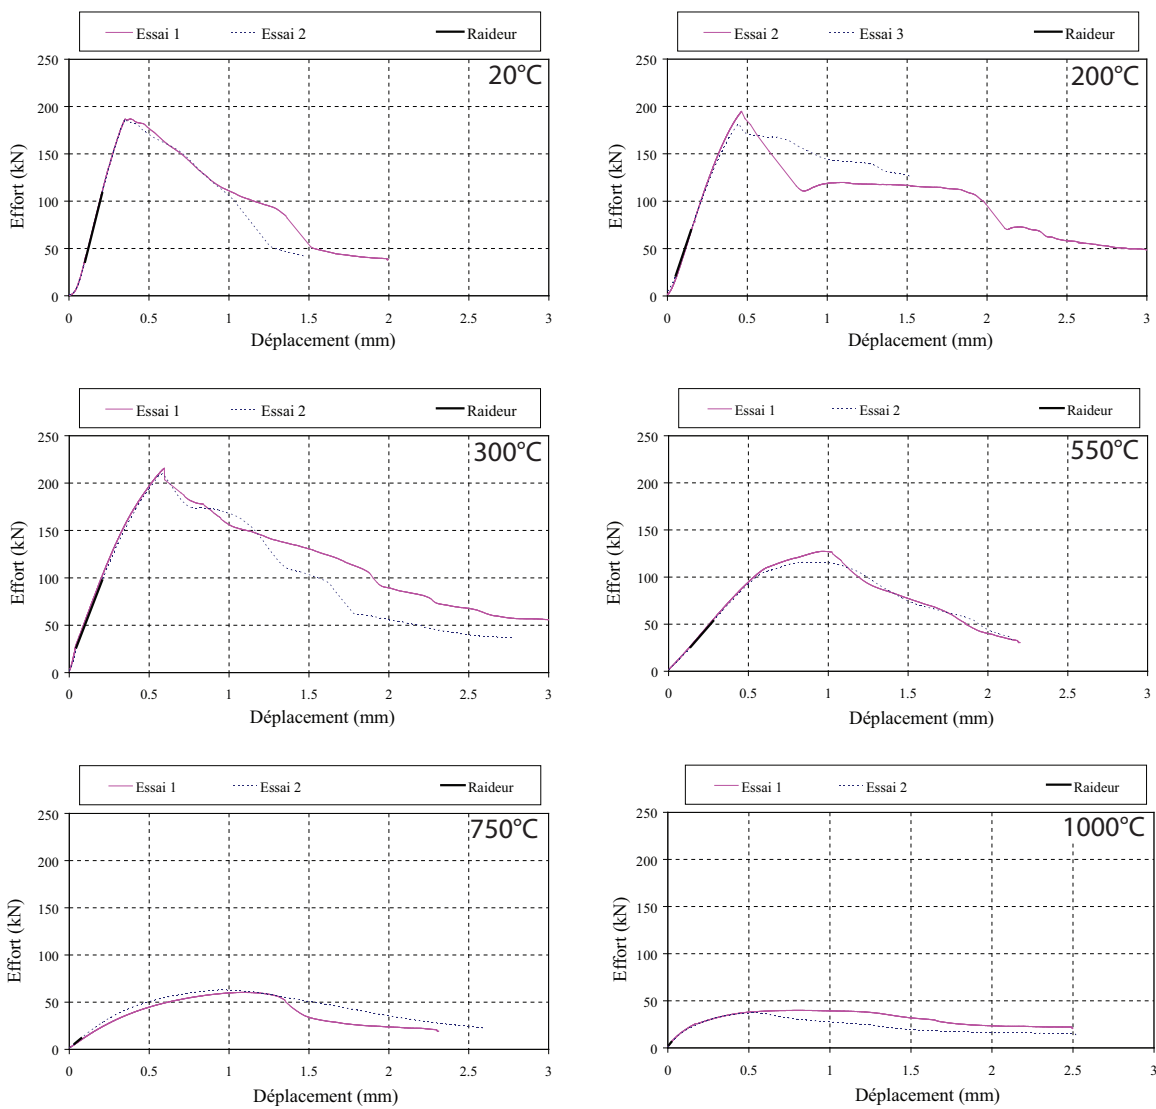 Essai 1 Essai 2 Raideur
20°C
250
200
150
100
50
0
Effort (kN)
0 0.5 1 1.5 2 2.5 3
Déplacement (mm)
Essai 2 Essai 3 Raideur
200°C
250
200
150
100
50
0
Effort (kN)
0 0.5 1 1.5 2 2.5 3
Déplacement (mm)
Essai 1 Essai 2 Raideur
300°C
250
200
150
100
50
0
Effort (kN)
0 0.5 1 1.5 2 2.5 3
Déplacement (mm)
Essai 1 Essai 2 Raideur
550°C
250
200
150
100
50
0
Effort (kN)
0 0.5 1 1.5 2 2.5 3
Déplacement (mm)
Essai 1 Essai 2 Raideur
750°C
250
200
150
100
50
0
Effort (kN)
0 0.5 1 1.5 2 2.5 3
Déplacement (mm)
Essai 1 Essai 2 Raideur
1000°C
250
200
150
100
50
0
Effort (kN)
0 0.5 1 1.5 2 2.5 3
Déplacement (mm)